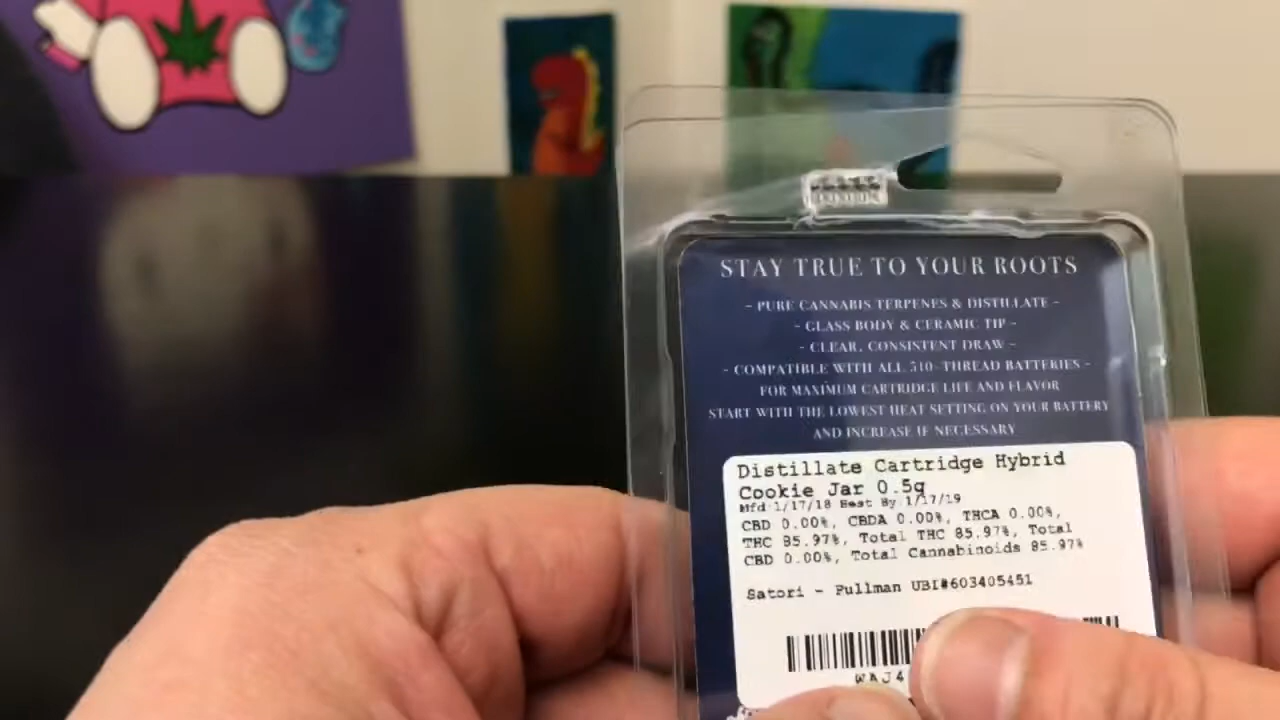 STAY TRUE TO YOUR ROOTS
- PURE CANNABIS TERPENES & DISTILLATE -
- GLASS BODY & CERAMIC TIP -
- CLEAR, CONSISTENT DRAW -
- COMPATIBLE WITH ALL 510-THREAD BATTERIES -
FOR MAXIMUM CARTRIDGE LIFE AND FLAVOR
START WITH THE LOWEST HEAT SETTING ON YOUR BATTERY
AND INCREASE IF NECESSARY
Distillate Cartridge Hybrid
Cookie Jar 0.5g
Mfd 1/17/18 Best By 1/17/19
CBD 0.00%, CBDA 0.00%, THCA 0.00%,
THC 85.97%, Total THC 85.97%, Total
CBD 0.00%, Total Cannabinoids 85.97%
Satori - Pullman UBI#603405451
WAJ4